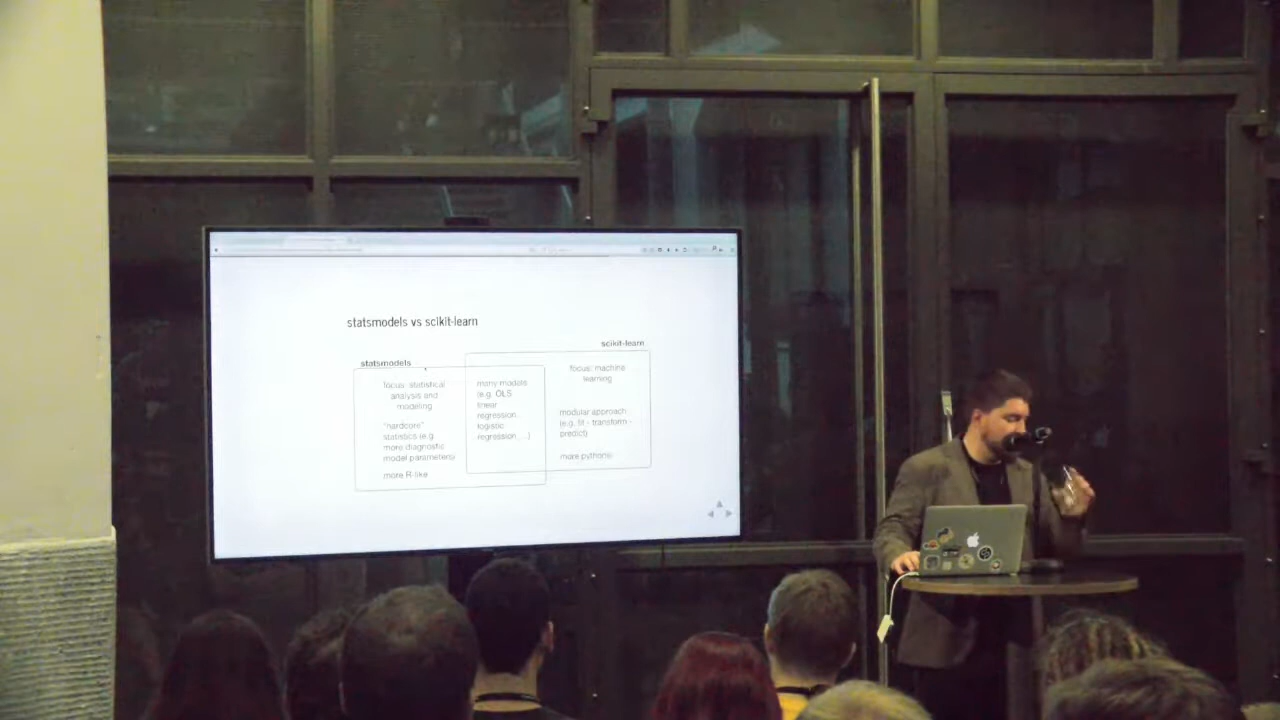 statsmodels vs scikit-learn
scikit-learn
statsmodels
focus: statistical
analysis and
modeling
"hardcore"
statistics (e.g.
more diagnostic
model parameters)
more R-like
many models
(e.g. OLS
linear
regression
logistic
regression, ...)
focus: machine
learning
modular approach
(e.g. fit - transform -
predict)
more pythonic